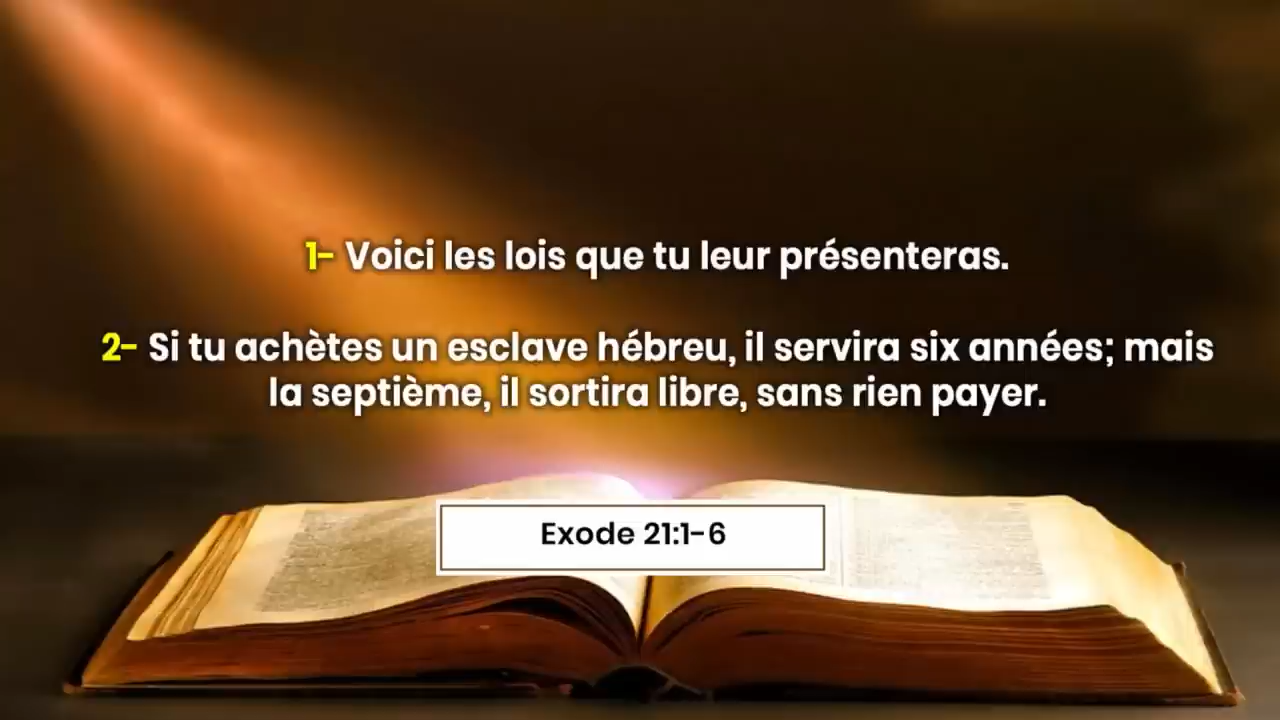 1- Voici les lois que tu leur présenteras.
2- Si tu achètes un esclave hébreu, il servira six années; mais
la septième, il sortira libre, sans rien payer.
Exode 21:1-6